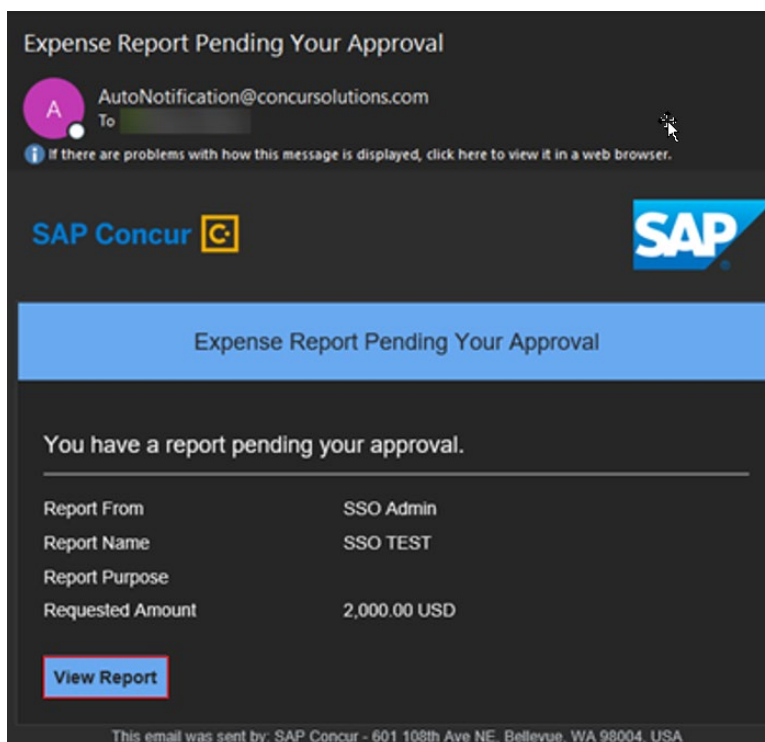 Expense Report Pending Your Approval
A
AutoNotification@concursolutions.com
To
If there are problems with how this message is displayed, click here to view it in a web browser.
SAP Concur C
SAP
Expense Report Pending Your Approval
You have a report pending your approval.
Report From SSO Admin
Report Name SSO TEST
Report Purpose
Requested Amount 2,000.00 USD
View Report
This email was sent by: SAP Concur - 601 108th Ave NE, Bellevue, WA 98004, USA